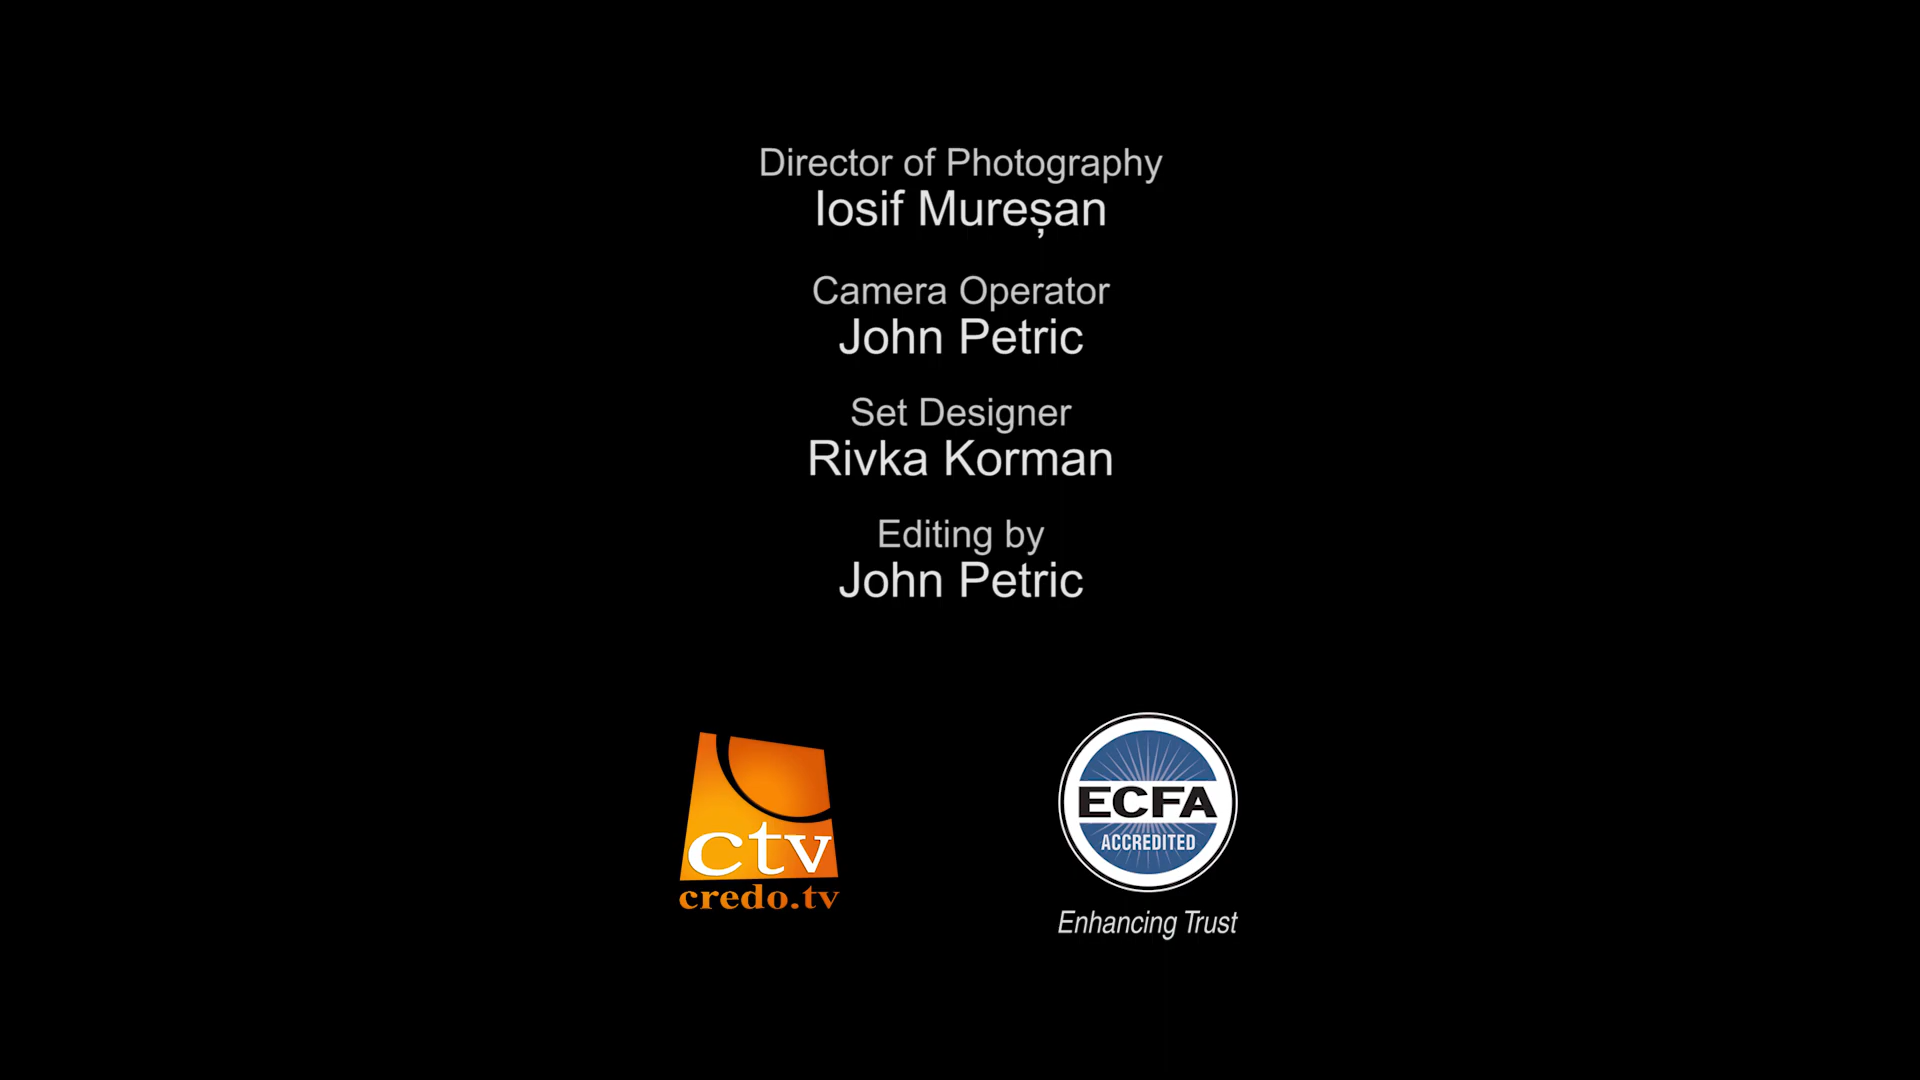 Director of Photography
Iosif Mureșan
Camera Operator
John Petric
Set Designer
Rivka Korman
Editing by
John Petric
ctv
credo.tv
ECFA
ACCREDITED
Enhancing Trust